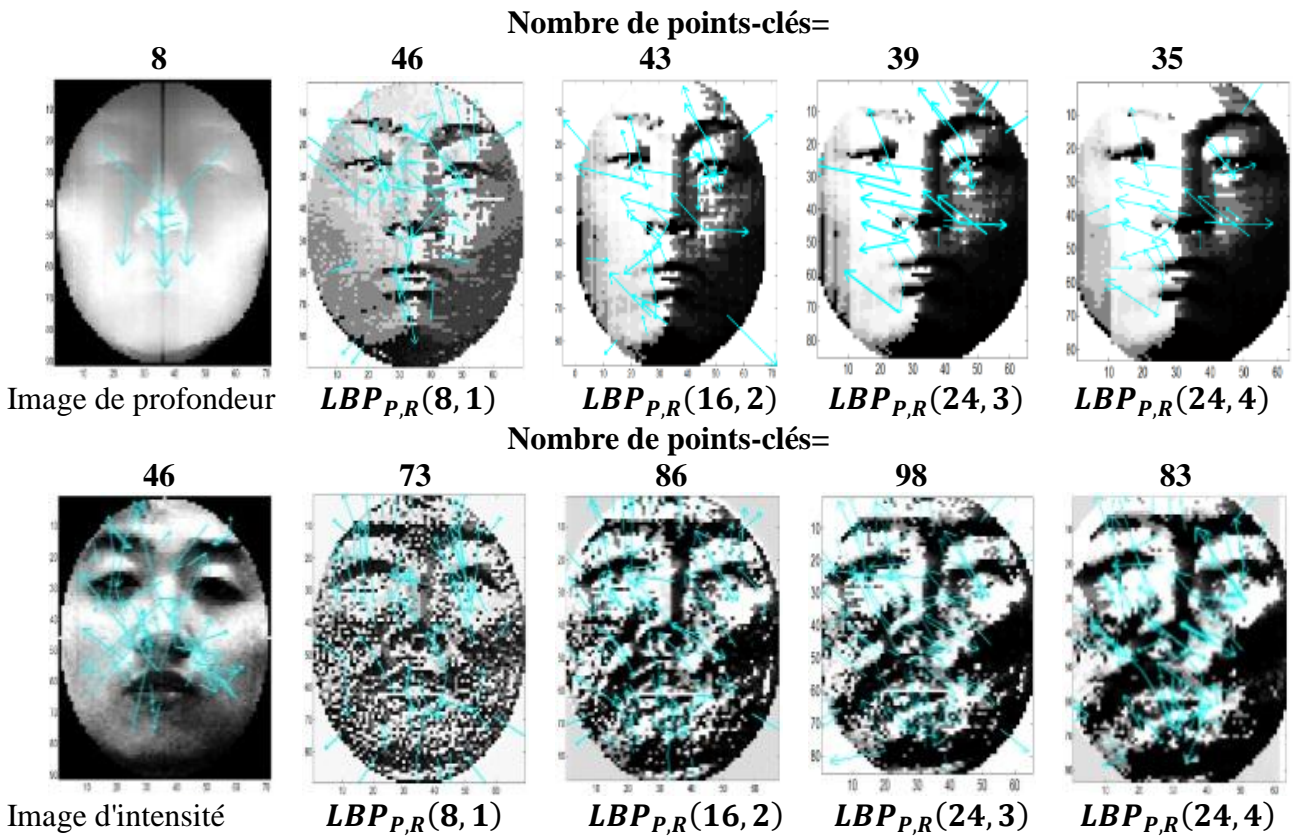 Nombre de points-clés=
8 46 43 39 35
Image de profondeur LBP_{P,R}(8, 1) LBP_{P,R}(16, 2) LBP_{P,R}(24, 3) LBP_{P,R}(24, 4)
Nombre de points-clés=
46 73 86 98 83
Image d'intensité LBP_{P,R}(8, 1) LBP_{P,R}(16, 2) LBP_{P,R}(24, 3) LBP_{P,R}(24, 4)